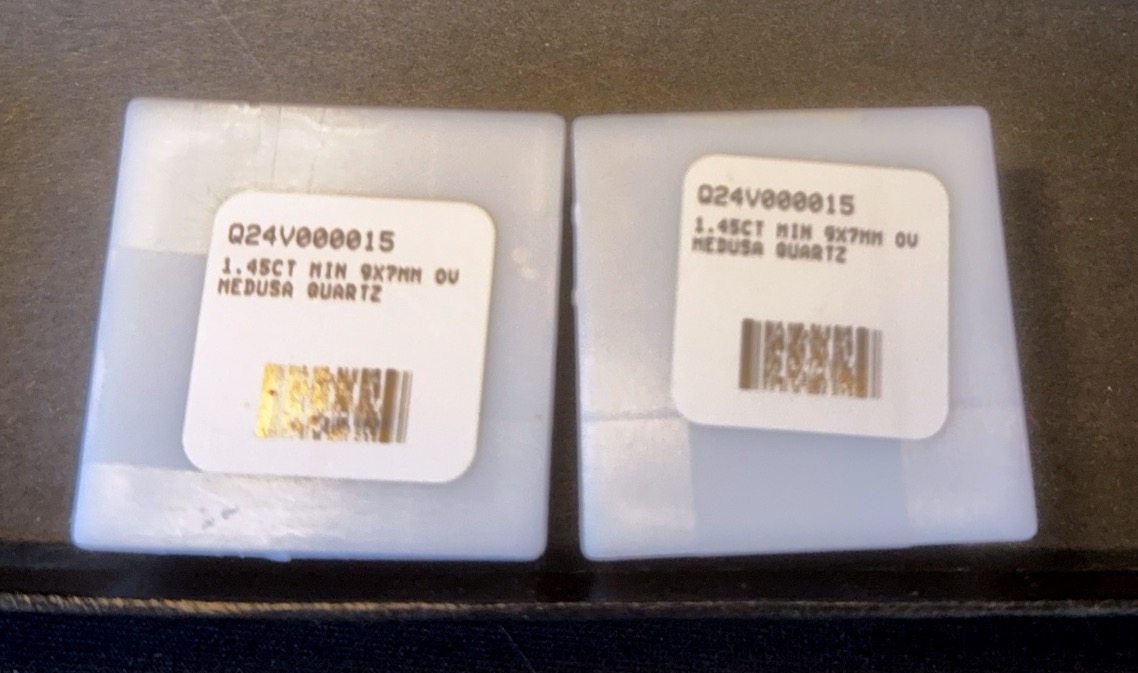 Q24V000015
1.45CT MIN 9X7MM OV
MEDUSA QUARTZ
Q24V000015
1.45CT MIN 9X7MM OV
MEDUSA QUARTZ